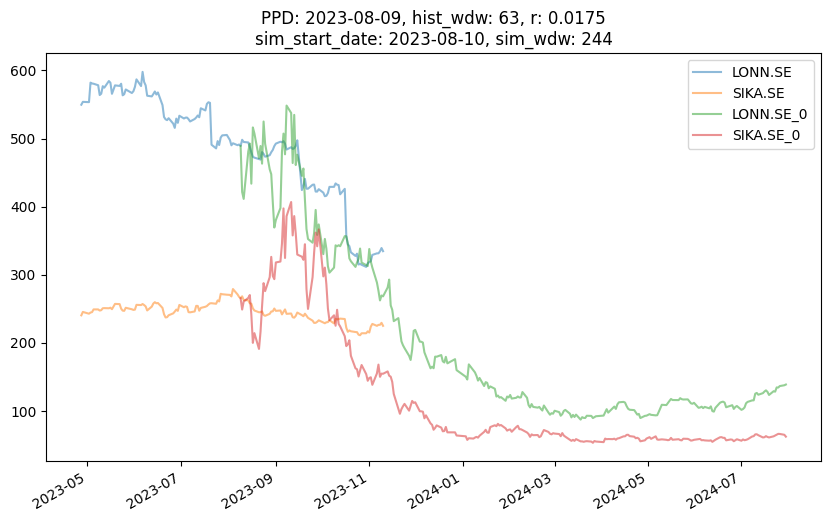 PPD: 2023-08-09, hist_wdw: 63, r: 0.0175
sim_start_date: 2023-08-10, sim_wdw: 244
LONN.SE
SIKA.SE
LONN.SE_0
SIKA.SE_0
600
500
400
300
200
100
2023-05
2023-07
2023-09
2023-11
2024-01
2024-03
2024-05
2024-07